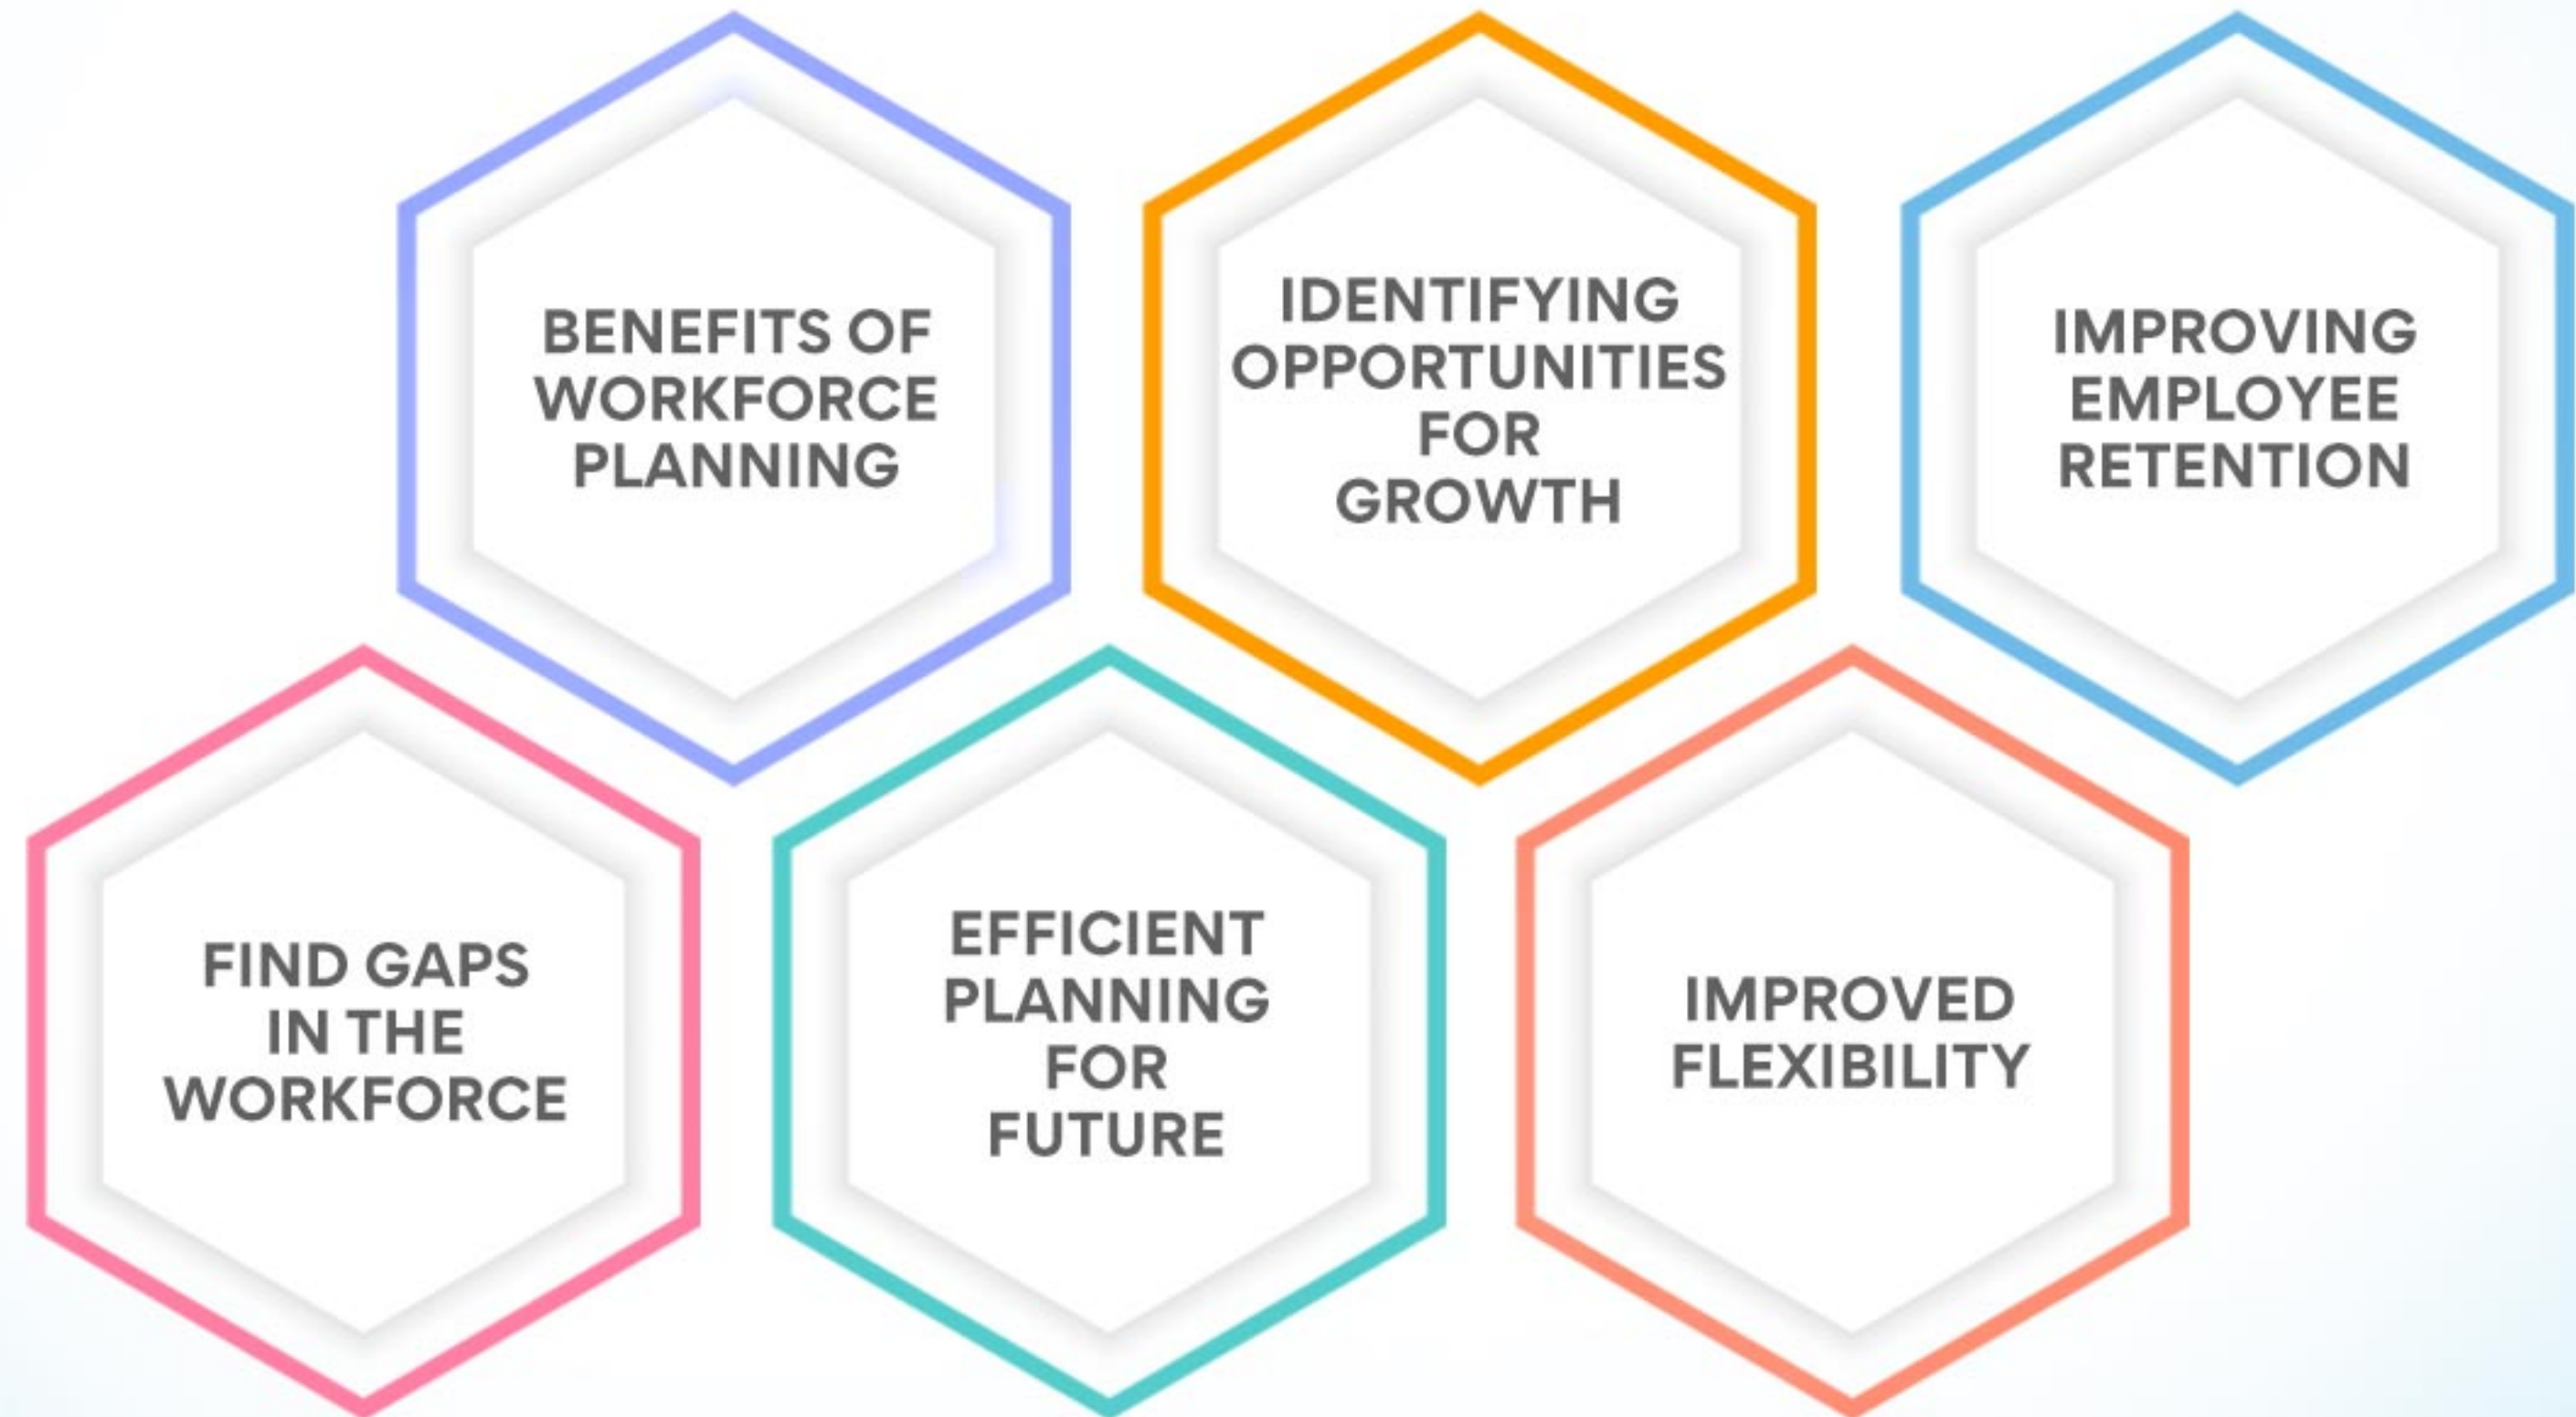 BENEFITS OF
WORKFORCE
PLANNING
IDENTIFYING
OPPORTUNITIES
FOR
GROWTH
IMPROVING
EMPLOYEE
RETENTION
FIND GAPS
IN THE
WORKFORCE
EFFICIENT
PLANNING
FOR
FUTURE
IMPROVED
FLEXIBILITY